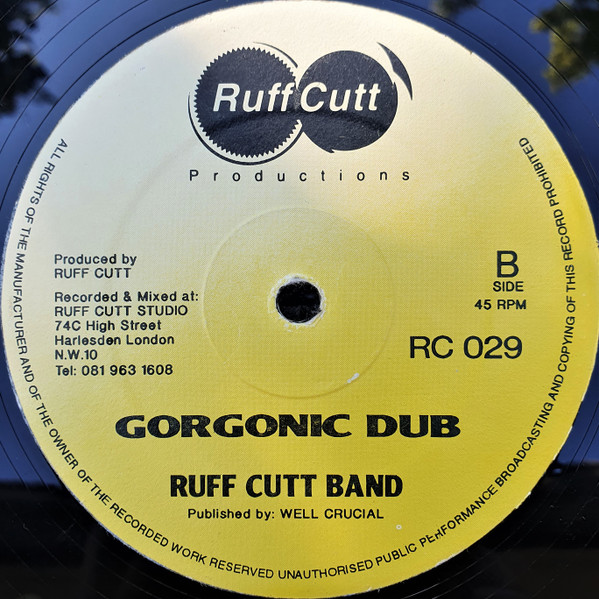 Ruff Cutt
Productions
Produced by
RUFF CUTT
Recorded & Mixed at:
RUFF CUTT STUDIO
74C High Street
Harlesden London
N.W.10
Tel: 081 963 1608
B
SIDE
45 RPM
RC 029
GORGONIC DUB
RUFF CUTT BAND
Published by: WELL CRUCIAL
ALL RIGHTS OF THE MANUFACTURER AND OF THE OWNER OF THE RECORDED WORK RESERVED UNAUTHORISED PUBLIC PERFORMANCE BROADCASTING AND COPYING OF THIS RECORD PROHIBITED